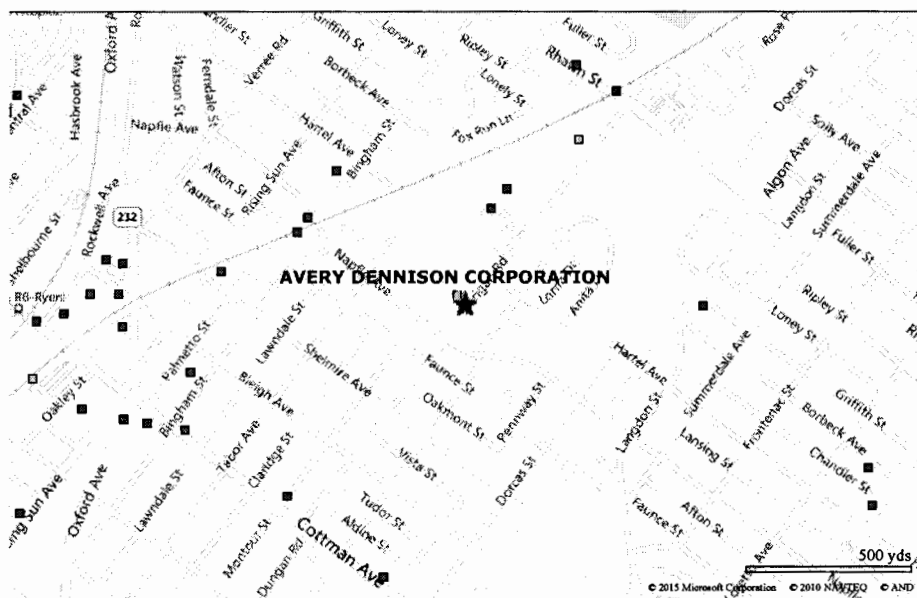 Oxford A
Fuller St
Griffith St
Loney St
Ripley St
Rhawn St
Hasbrook Ave
Verree Rd
Watson St
Ferndale St
Borbeck Ave
Lonely St
Dorcas St
Napfle Ave
Hartel Ave
Bingham St
Fox Run Ln
Solly Ave
Algon Ave
Afton St
Faunce St
Rising Sun Ave
Langdon St
Summerdale Ave
Rockwell Ave
232
Fuller St
Napfle Ave
AVERY DENNISON CORPORATION
Ripley St
Loney St
Lawndale St
Palmetto St
Shelmire Ave
Hartel Ave
Summerdale Ave
Faunce St
Bleigh Ave
Oakley St
Bingham St
Oakmont St
Pennway St
Langdon St
Frontenac St
Griffith St
Borbeck Ave
Tabor Ave
Claridge St
Lansing St
Chandler St
Vista St
Dorcas St
Oxford Ave
Lawndale St
Tudor St
Aldine St
Faunce St
Afton St
Montour St
Dungan Rd
Cottman Ave
500 yds
© 2015 Microsoft Corporation © 2010 NAVTEQ © AND